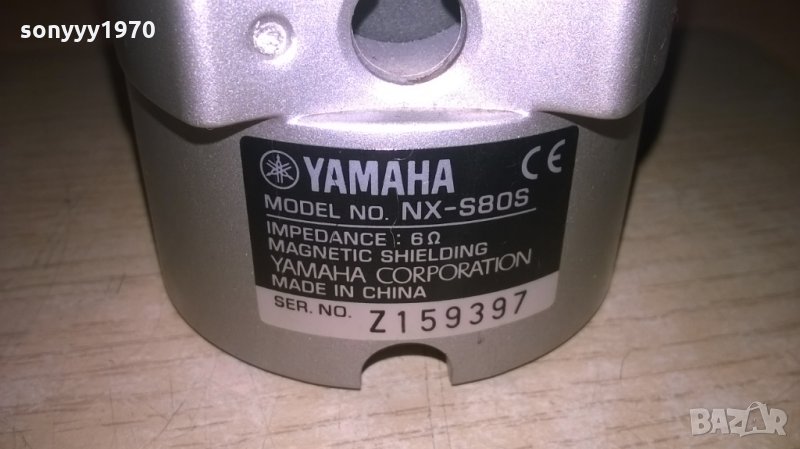 sonyyy1970
YAMAHA CE
MODEL NO. NX-S80S
IMPEDANCE : 6Ω
MAGNETIC SHIELDING
YAMAHA CORPORATION
MADE IN CHINA
SER. NO. Z159397
BAZAR